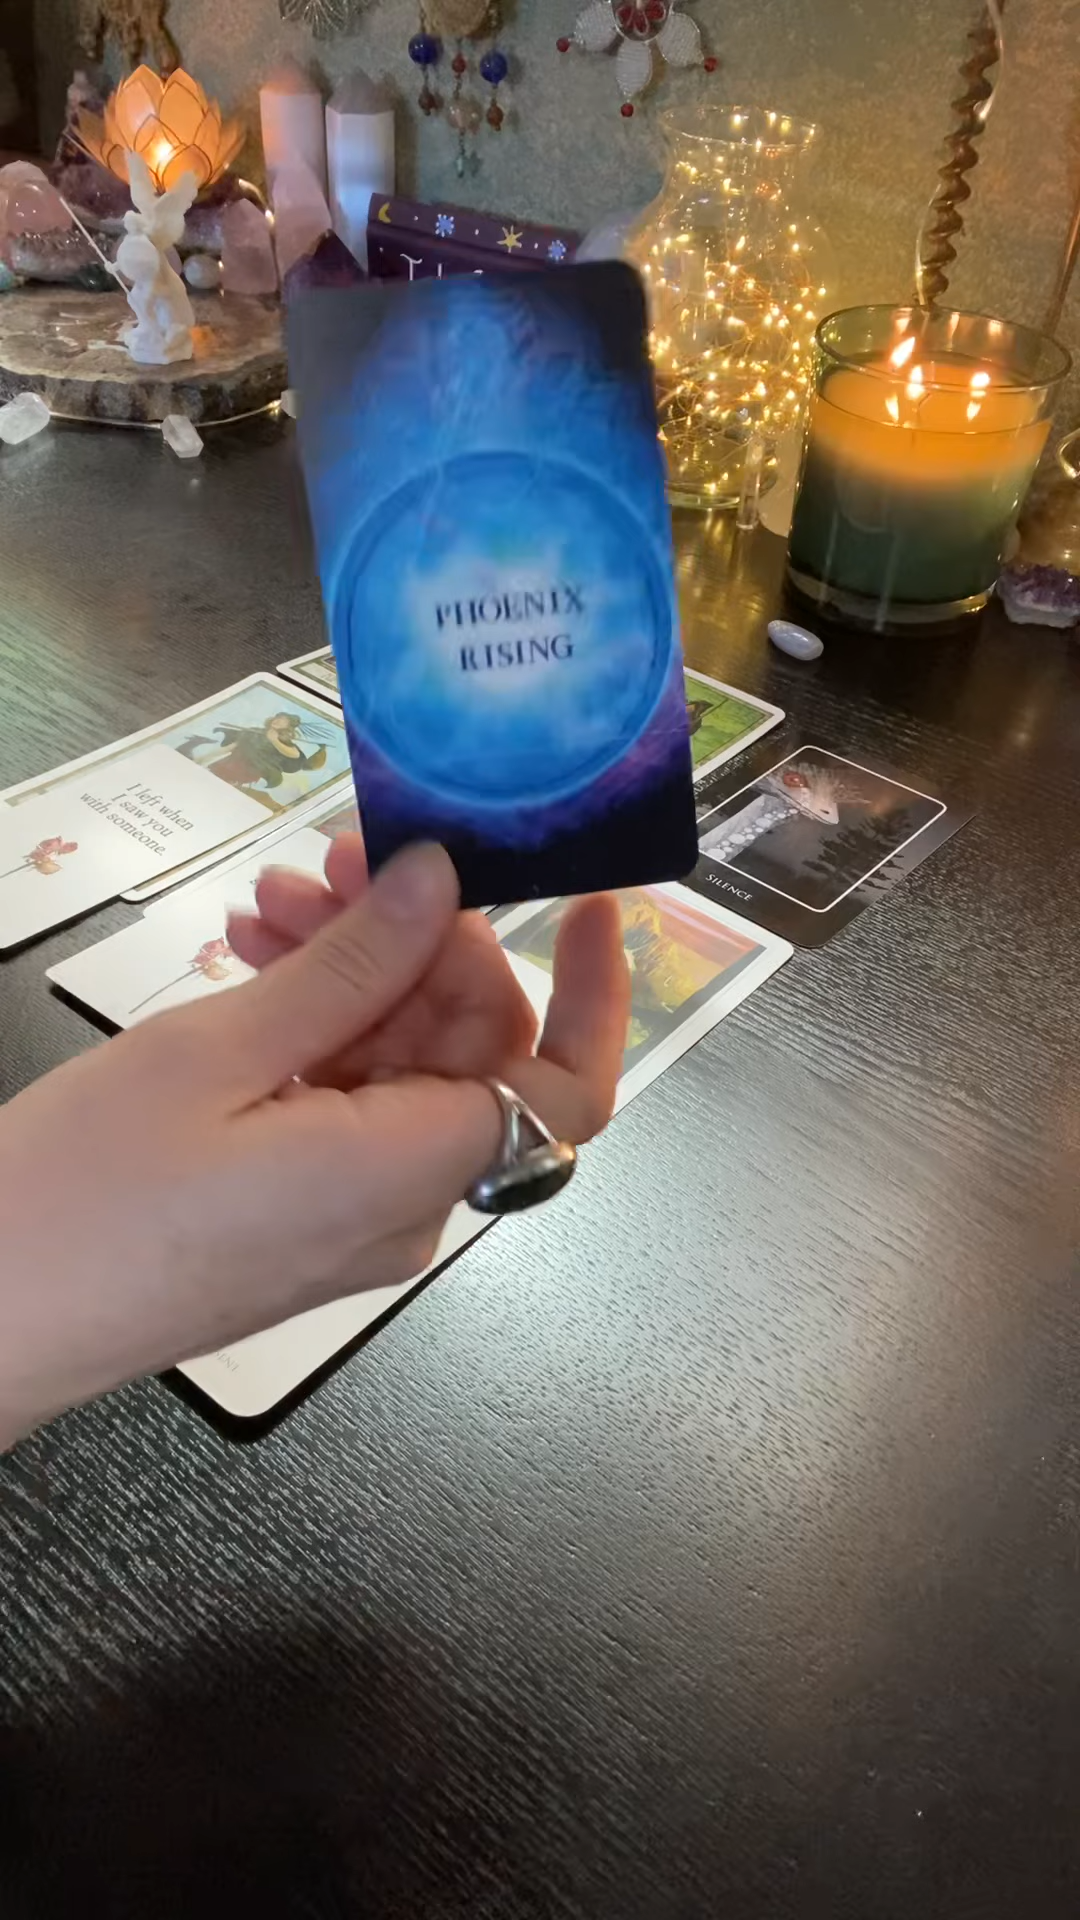 PHOENIX
RISING
I left when
I saw you
with someone.
SILENCE